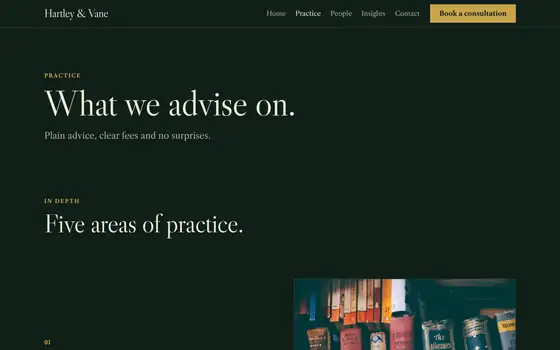 Hartley & Vane
Home Practice People Insights Contact Book a consultation
PRACTICE
What we advise on.
Plain advice, clear fees and no surprises.
IN DEPTH
Five areas of practice.
01
The